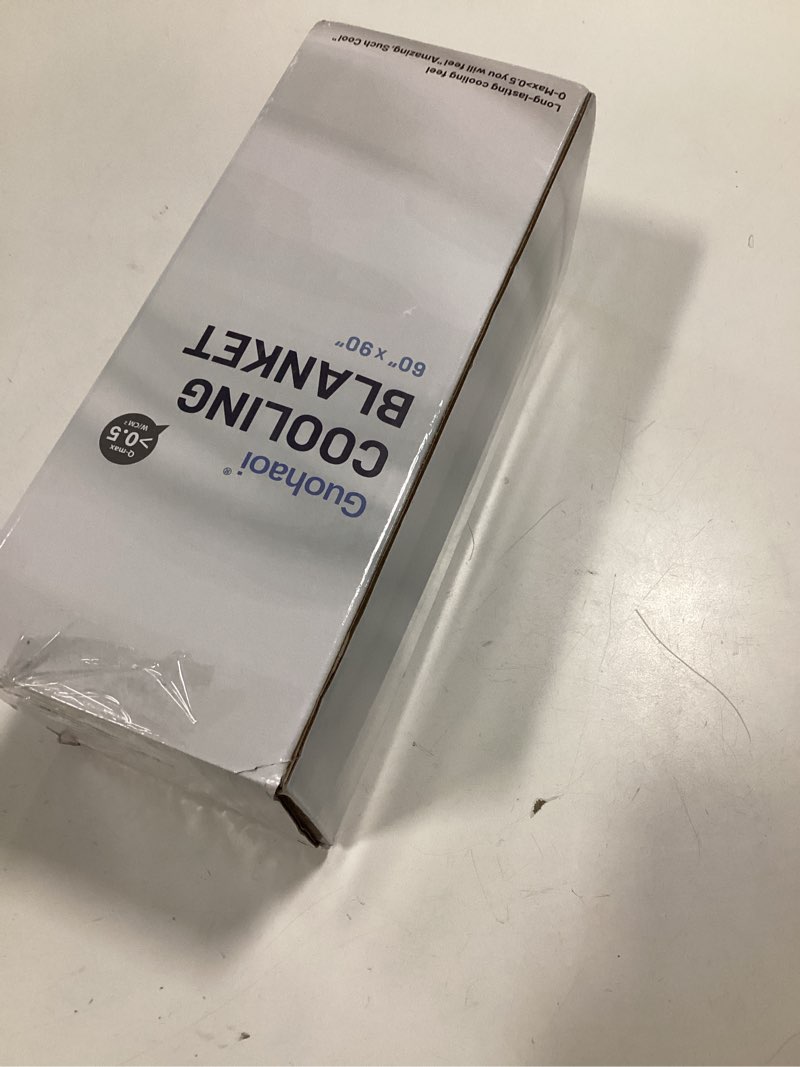 Guohaoi®
COOLING
BLANKET
60" x 90"
Q-max
>0.5
W/CM²
Long-lasting cooling feel
Q-Max>0.5 you will feel"Amazing, Such Cool"